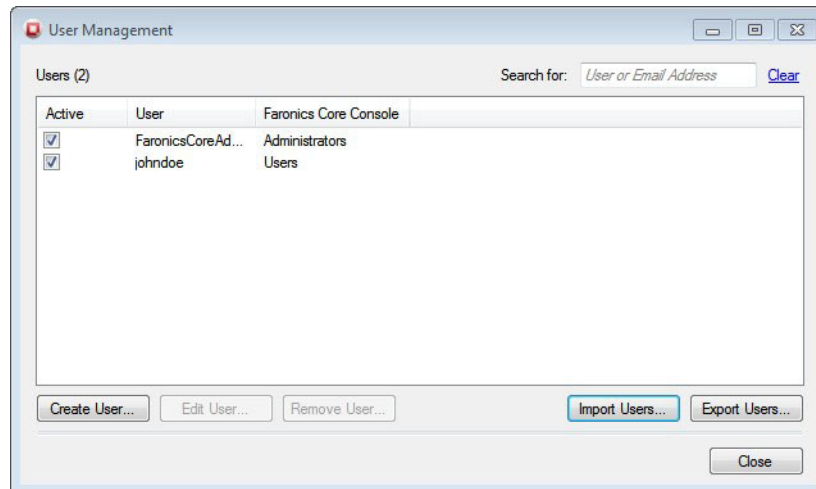 User Management
Users (2) Search for: User or Email Address Clear
Active User Faronics Core Console
FaronicsCoreAd... Administrators
johndoe Users
Create User... Edit User... Remove User... Import Users... Export Users...
Close